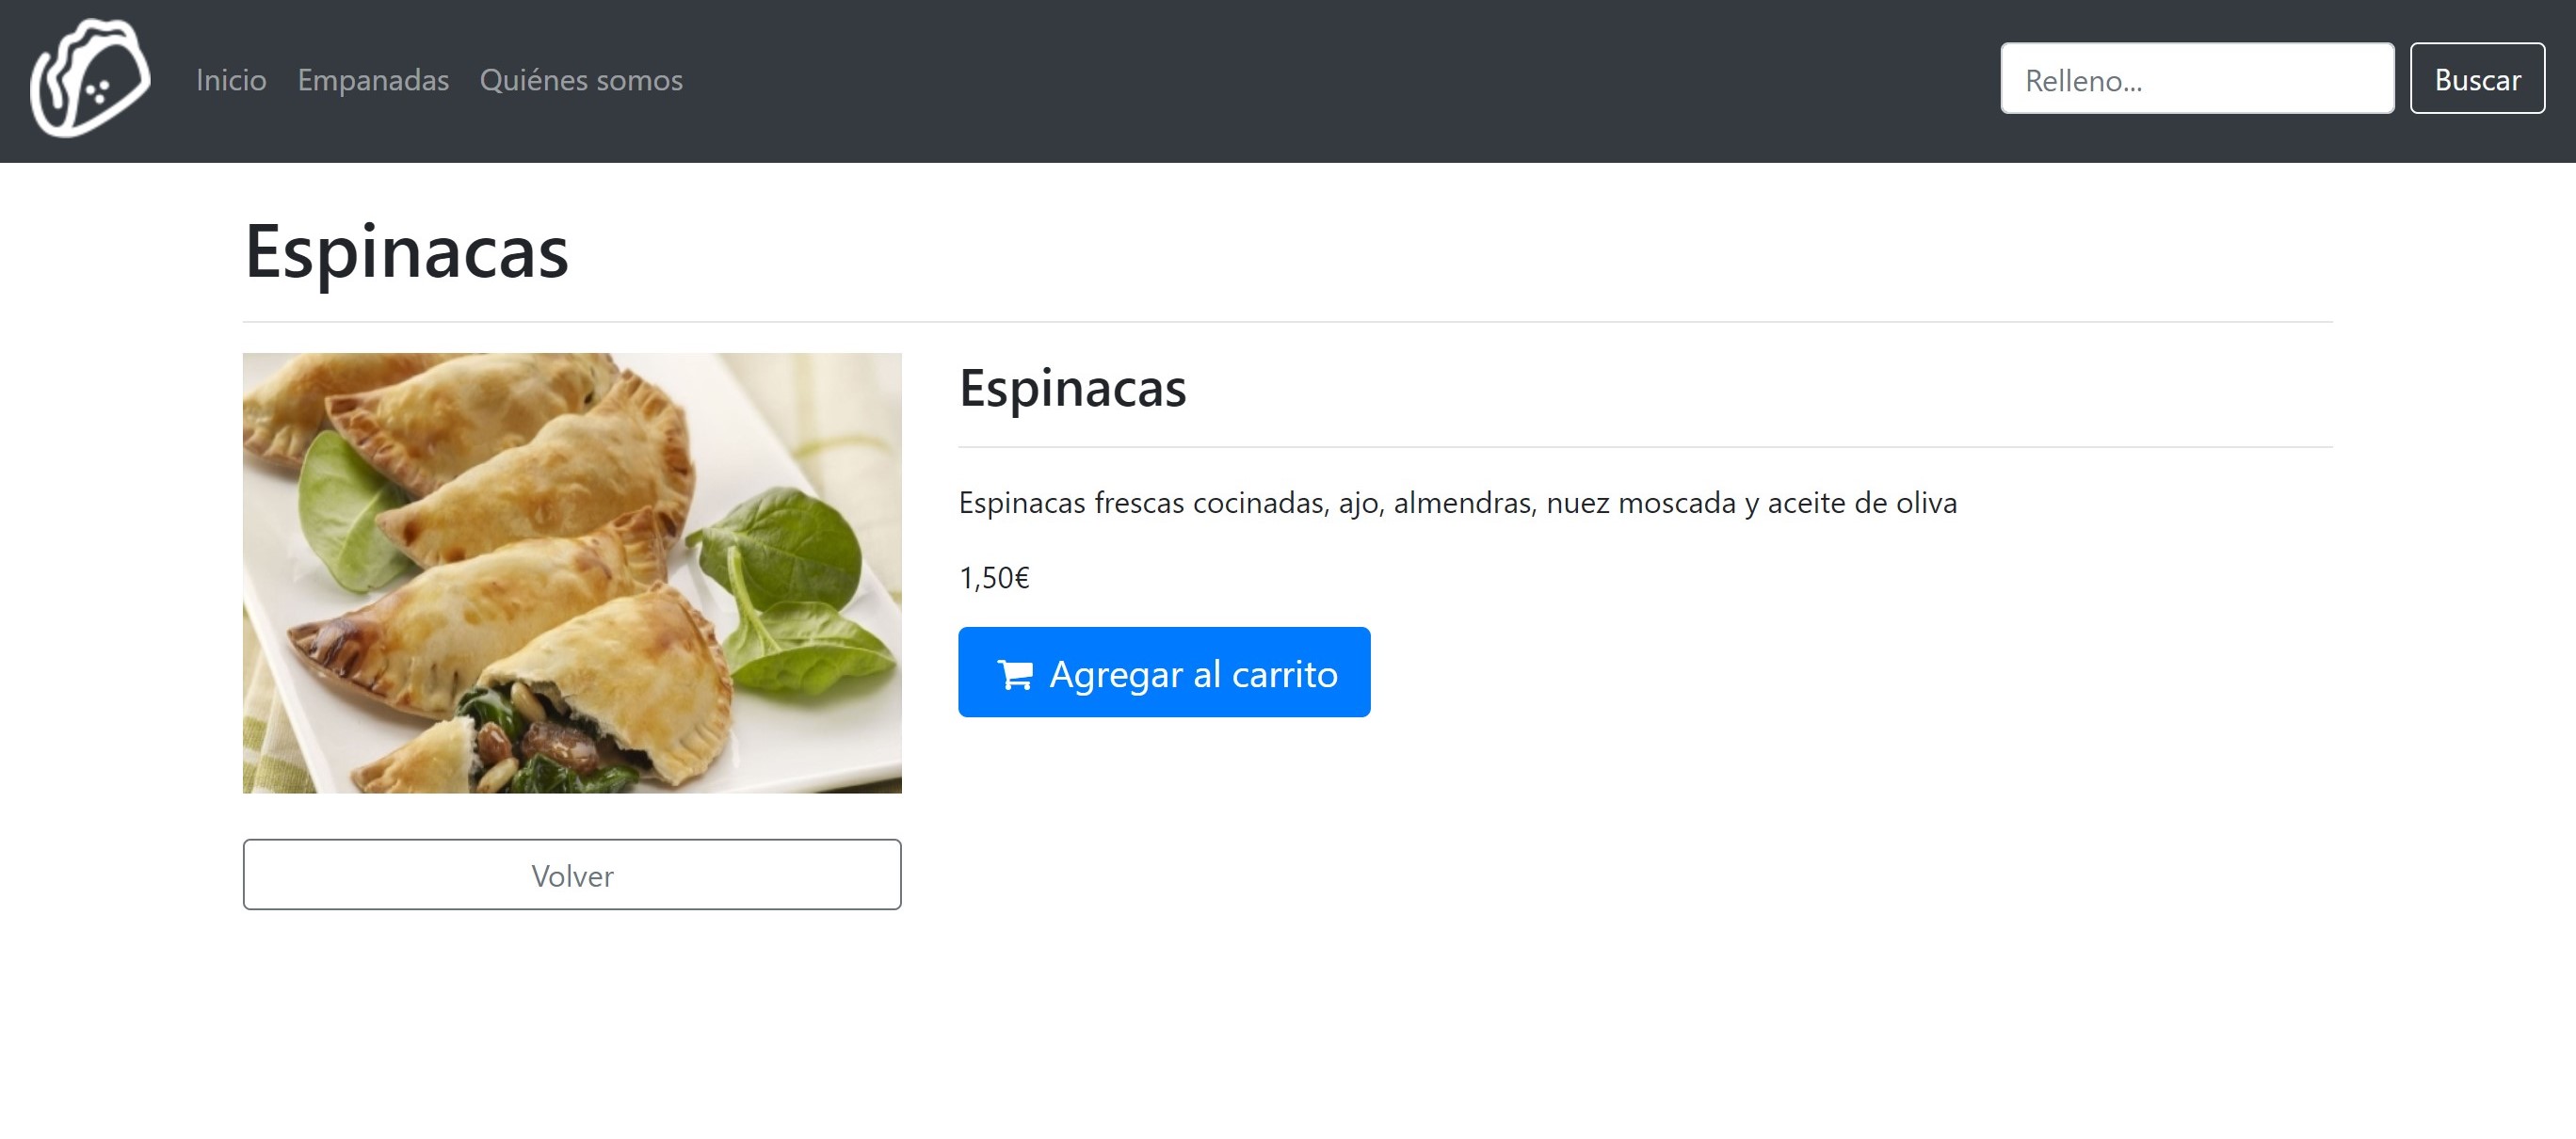 Inicio Empanadas Quiénes somos Relleno... Buscar
Espinacas
Espinacas
Espinacas frescas cocinadas, ajo, almendras, nuez moscada y aceite de oliva
1,50€
Agregar al carrito
Volver